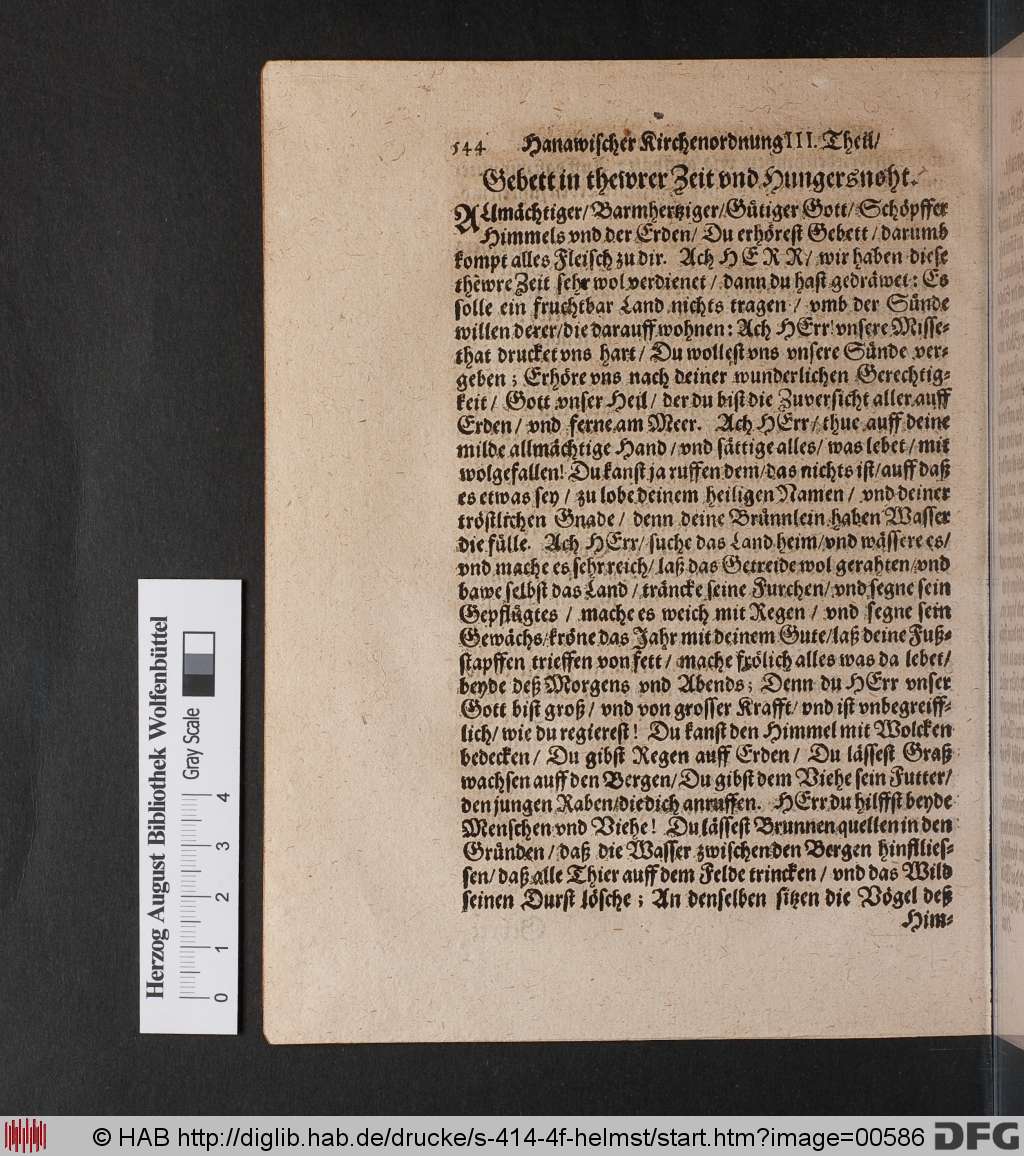 544 Hanawischer Kirchenordnung III. Theil/
Gebett in thewrer Zeit vnd Hungersnoht.
ALlmächtiger/ Barmhertziger/ Gütiger Gott/ Schöpffer
Himmels vnd der Erden/ Du erhörest Gebett/ darumb
kompt alles Fleisch zu dir. Ach HERR/ wir haben diese
thewre Zeit sehr wol verdienet/ dann du hast gedräwet: Es
solle ein fruchtbar Land nichts tragen/ vmb der Sünde
willen derer/ die darauff wohnen: Ach HErr! vnsere Misse-
that drucket vns hart/ Du wollest vns vnsere Sünde ver-
geben; Erhöre vns nach deiner wunderlichen Gerechtig-
keit/ Gott vnser Heil/ der du bist die Zuversicht aller auff
Erden/ vnd ferne am Meer. Ach HErr/ thue auff deine
milde allmächtige Hand/ vnd sättige alles/ was lebet/ mit
wolgefallen! Du kanst ja ruffen dem/ das nichts ist/ auff daß
es etwas sey/ zu lobe deinem heiligen Namen/ vnd deiner
tröstlichen Gnade/ denn deine Brünnlein haben Wasser
die fülle. Ach HErr/ suche das Land heim/ vnd wässere es/
vnd mache es sehr reich/ laß das Getreide wol gerahten/ vnd
bawe selbst das Land/ träncke seine Furchen/ vnd segne sein
Gepflügtes/ mache es weich mit Regen/ vnd segne sein
Gewächs/ kröne das Jahr mit deinem Gute/ laß deine Fuß-
stapffen trieffen von fett/ mache frölich alles was da lebet/
beyde deß Morgens vnd Abends; Denn du HErr vnser
Gott bist groß/ vnd von grosser Krafft/ vnd ist vnbegreiff-
lich/ wie du regierest! Du kanst den Himmel mit Wolcken
bedecken/ Du gibst Regen auff Erden/ Du lässest Graß
wachsen auff den Bergen/ Du gibst dem Viehe sein Futter/
den jungen Raben/ die dich anruffen. HErr du hilffst beyde
Menschen vnd Viehe! Du lässest Brunnen quellen in den
Gründen/ daß die Wasser zwischen den Bergen hinflies-
sen/ daß alle Thier auff dem Felde trincken/ vnd das Wild
seinen Durst lösche; An denselben sitzen die Vögel deß
Him-
Herzog August Bibliothek Wolfenbüttel
Gray Scale
0 1 2 3 4
© HAB http://diglib.hab.de/drucke/s-414-4f-helmst/start.htm?image=00586 DFG